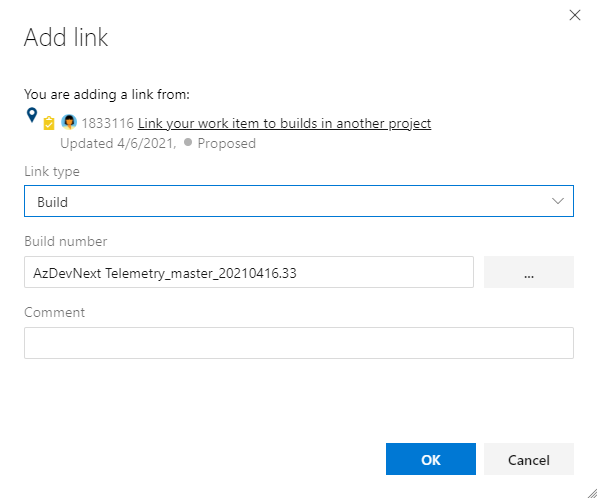 Add link
You are adding a link from:
1833116 Link your work item to builds in another project
Updated 4/6/2021, Proposed
Link type
Build
Build number
AzDevNext Telemetry_master_20210416.33
...
Comment
OK Cancel